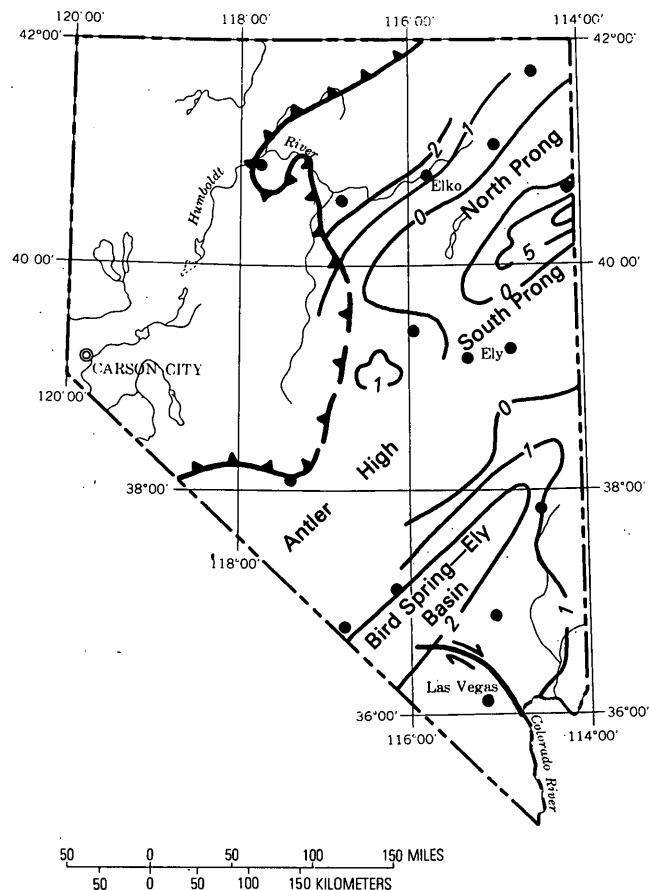 120°00'
118°00'
116°00'
114°00'
42°00'
42°00'
River
Humboldt
2
1
Elko
0
North Prong
40°00'
40°00'
5
0
South Prong
Ely
CARSON CITY
1
120°00'
0
1
38°00'
38°00'
Antler High
118°00'
Bird Spring—Ely
Basin
2
1
Las Vegas
36°00'
36°00'
116°00'
114°00'
Colorado River
50 0 50 100 150 MILES
50 0 50 100 150 KILOMETERS